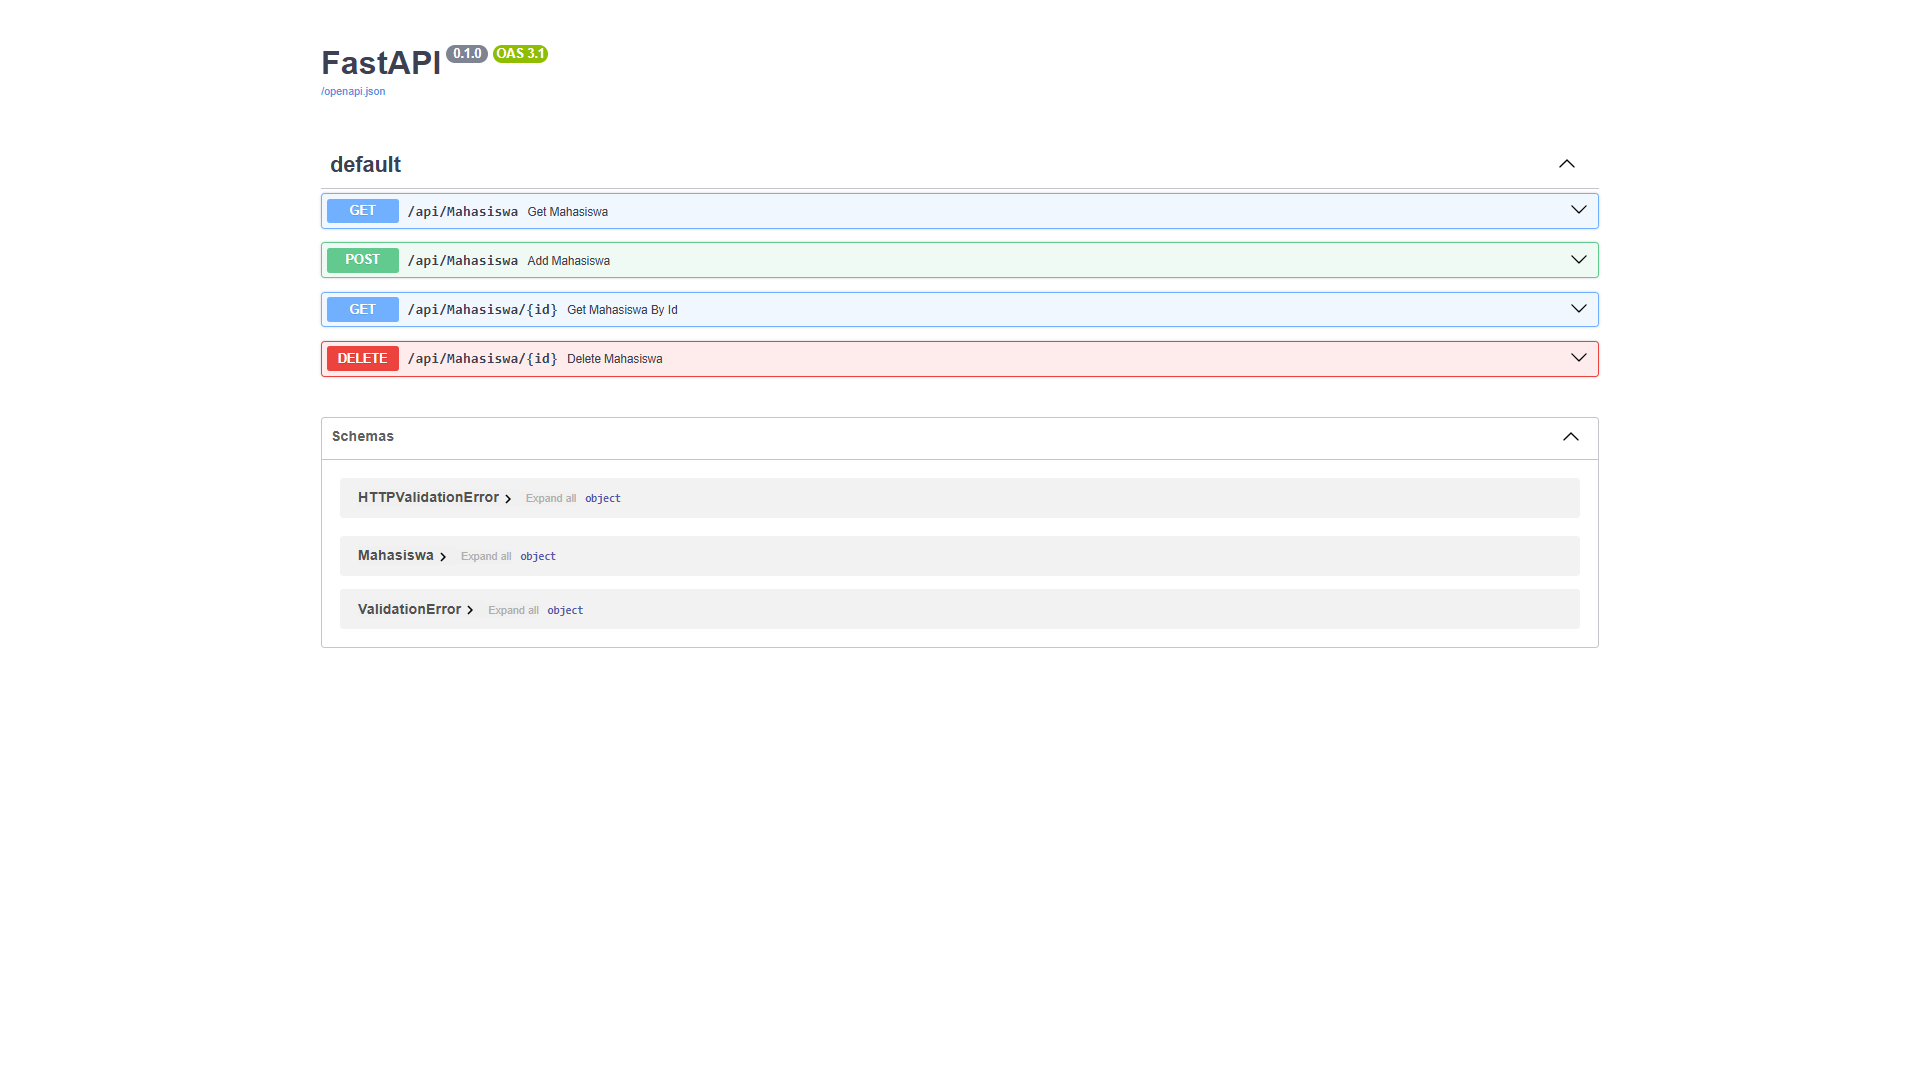 FastAPI 0.1.0 OAS 3.1
/openapi.json
default
GET /api/Mahasiswa Get Mahasiswa
POST /api/Mahasiswa Add Mahasiswa
GET /api/Mahasiswa/{id} Get Mahasiswa By Id
DELETE /api/Mahasiswa/{id} Delete Mahasiswa
Schemas
HTTPValidationError Expand all object
Mahasiswa Expand all object
ValidationError Expand all object